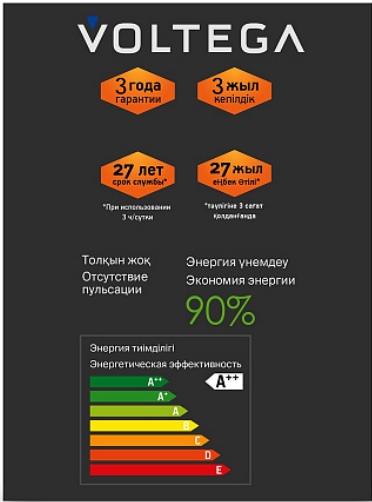 VOLTEGA
3 года
гарантии
3 жыл
кепілдік
27 лет
срок службы*
27 жыл
еңбек өтілі*
*При использовании
3 ч/сутки
*тәулігіне 3 сағат
қолданғанда
Толқын жоқ
Отсутствие
пульсации
Энергия үнемдеу
Экономия энергии
90%
Энергия тиімділігі
Энергетическая эффективность
A++
A++
A+
A
B
C
D
E